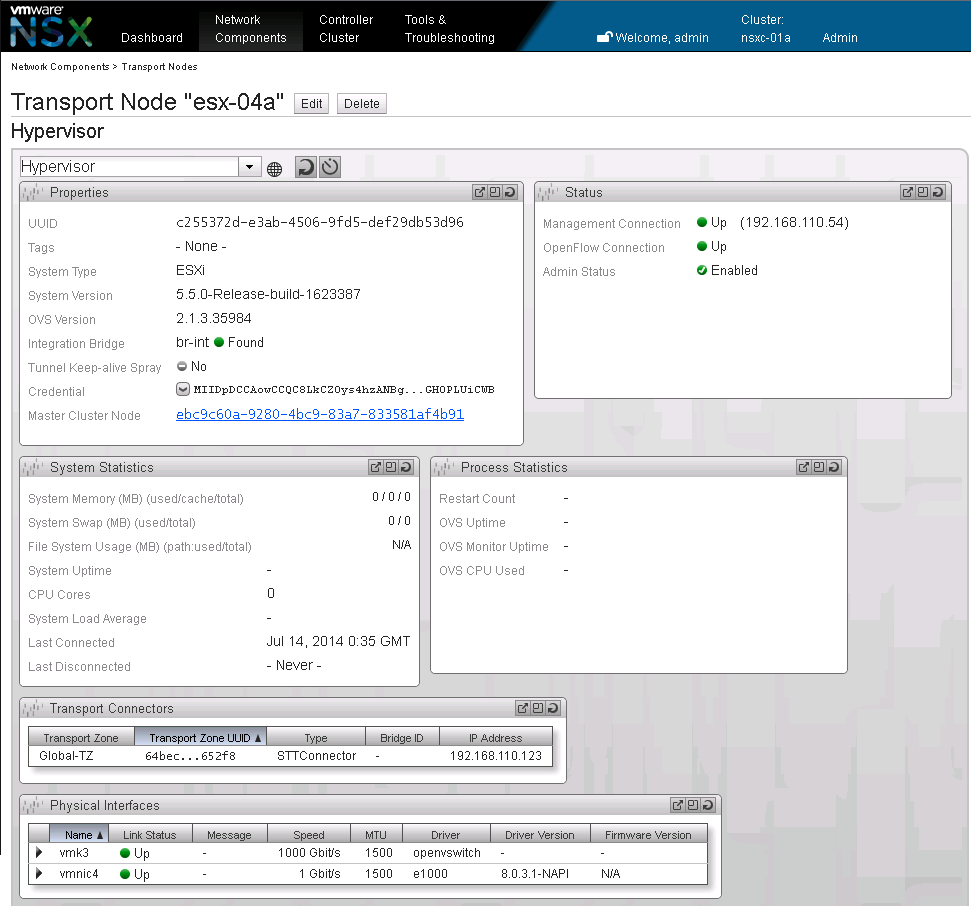 vmware
NSX
Dashboard
Network Components
Controller Cluster
Tools & Troubleshooting
Welcome, admin
Cluster: nsxc-01a
Admin
Network Components > Transport Nodes
Transport Node "esx-04a" Edit Delete
Hypervisor
Hypervisor
Properties
UUID c255372d-e3ab-4506-9fd5-def29db53d96
Tags - None -
System Type ESXi
System Version 5.5.0-Release-build-1623387
OVS Version 2.1.3.35984
Integration Bridge br-int Found
Tunnel Keep-alive Spray No
Credential MIIDpDCCAowCCQC8LkCZOys4hzANBg...GHOPLUiCWB
Master Cluster Node ebc9c60a-9280-4bc9-83a7-833581af4b91
Status
Management Connection Up (192.168.110.54)
OpenFlow Connection Up
Admin Status Enabled
System Statistics
System Memory (MB) (used/cache/total) 0 / 0 / 0
System Swap (MB) (used/total) 0 / 0
File System Usage (MB) (path:used/total) N/A
System Uptime -
CPU Cores 0
System Load Average -
Last Connected Jul 14, 2014 0:35 GMT
Last Disconnected - Never -
Process Statistics
Restart Count -
OVS Uptime -
OVS Monitor Uptime -
OVS CPU Used -
Transport Connectors
Transport Zone Transport Zone UUID ▲ Type Bridge ID IP Address
Global-TZ 64bec...652f8 STTConnector - 192.168.110.123
Physical Interfaces
Name ▲ Link Status Message Speed MTU Driver Driver Version Firmware Version
vmk3 Up - 1000 Gbit/s 1500 openvswitch - -
vmnic4 Up - 1 Gbit/s 1500 e1000 8.0.3.1-NAPI N/A